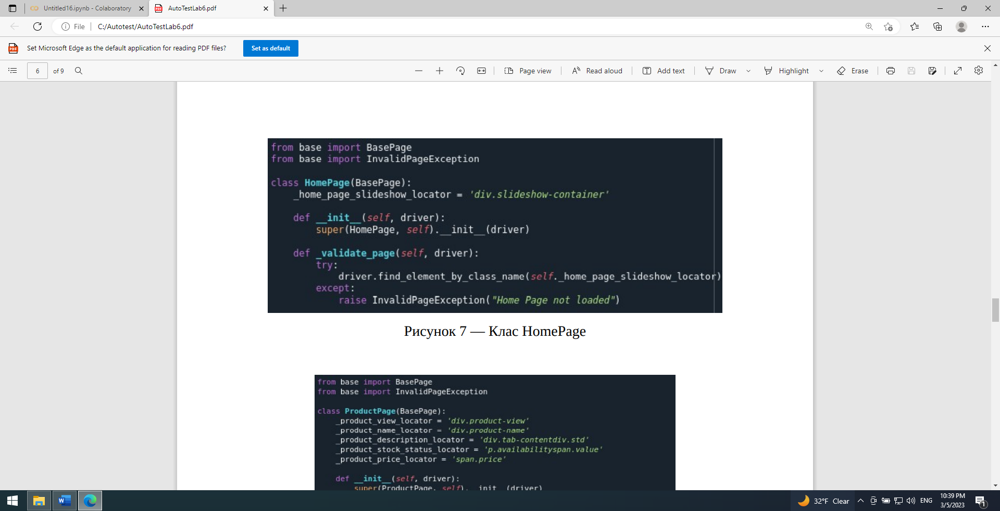 Untitled16.ipynb - Colaboratory
AutoTestLab6.pdf
File
C:/Autotest/AutoTestLab6.pdf
Set Microsoft Edge as the default application for reading PDF files?
Set as default
6 of 9
Page view
Read aloud
Add text
Draw
Highlight
Erase
from base import BasePage
from base import InvalidPageException
class HomePage(BasePage):
_home_page_slideshow_locator = 'div.slideshow-container'
def __init__(self, driver):
super(HomePage, self).__init__(driver)
def _validate_page(self, driver):
try:
driver.find_element_by_class_name(self._home_page_slideshow_locator)
except:
raise InvalidPageException("Home Page not loaded")
Рисунок 7 — Клас HomePage
from base import BasePage
from base import InvalidPageException
class ProductPage(BasePage):
_product_view_locator = 'div.product-view'
_product_name_locator = 'div.product-name'
_product_description_locator = 'div.tab-contentdiv.std'
_product_stock_status_locator = 'p.availabilityspan.value'
_product_price_locator = 'span.price'
def __init__(self, driver):
super(ProductPage, self).__init__(driver)
32°F Clear
ENG
10:39 PM
3/5/2023
1